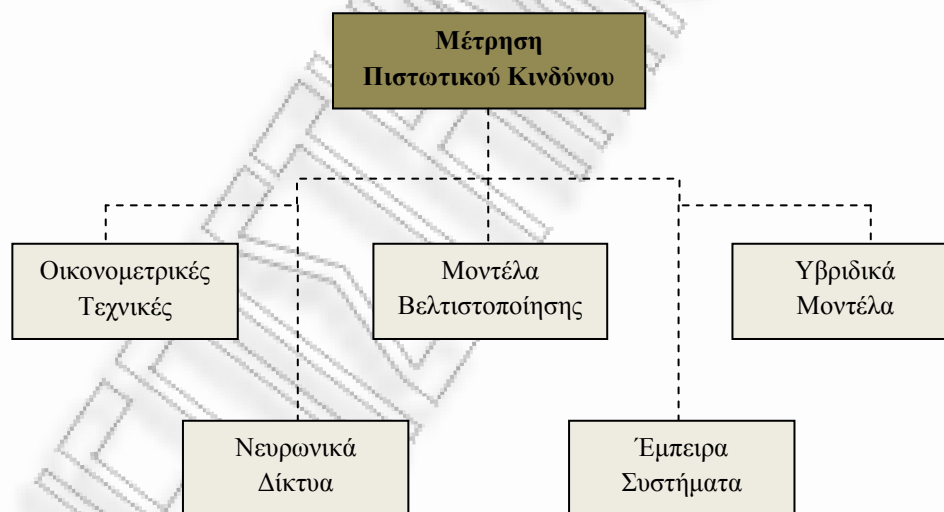 Μέτρηση
Πιστωτικού Κινδύνου
Οικονομετρικές
Τεχνικές
Μοντέλα
Βελτιστοποίησης
Υβριδικά
Μοντέλα
Νευρωνικά
Δίκτυα
Έμπειρα
Συστήματα